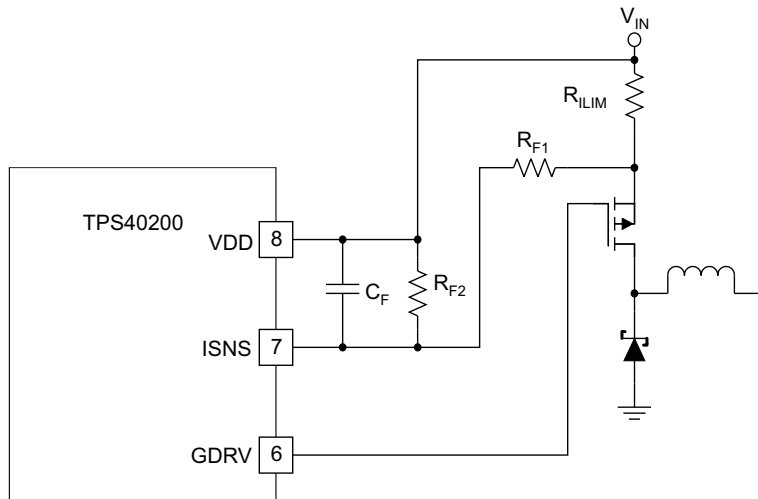 V_IN
R_ILIM
R_F1
TPS40200
VDD 8
C_F
R_F2
ISNS 7
GDRV 6